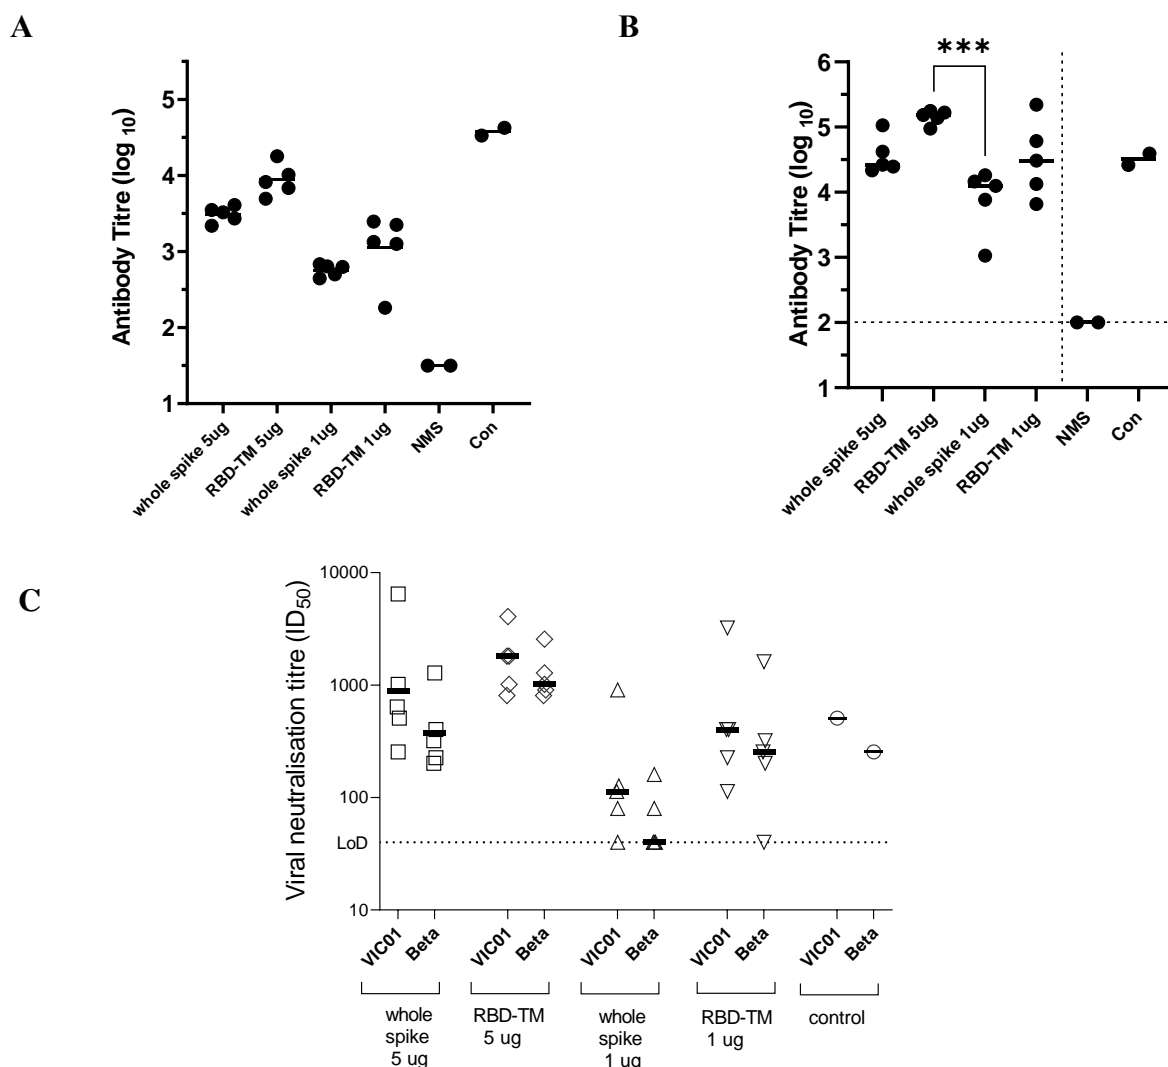 A
Antibody Titre (log 10)
5
4
3
2
1
whole spike 5ug
RBD-TM 5ug
whole spike 1ug
RBD-TM 1ug
NMS
Con
B
***
Antibody Titre (log 10)
6
5
4
3
2
1
whole spike 5ug
RBD-TM 5ug
whole spike 1ug
RBD-TM 1ug
NMS
Con
C
Viral neutralisation titre (ID50)
10000
1000
100
LoD
10
VIC01
Beta
VIC01
Beta
VIC01
Beta
VIC01
Beta
VIC01
Beta
whole
spike
5 ug
RBD-TM
5 ug
whole
spike
1 ug
RBD-TM
1 ug
control